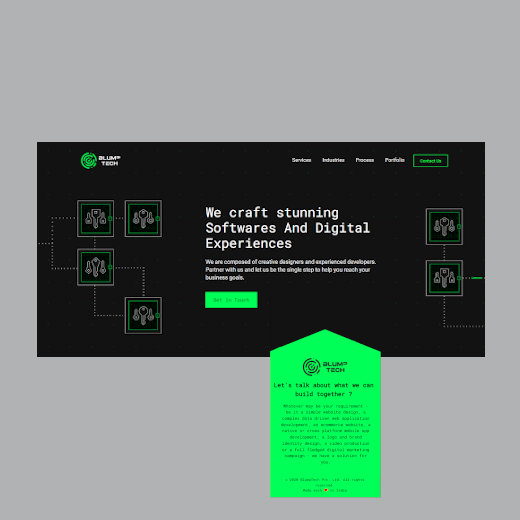 BLUMP
TECH
Services Industries Process Portfolio Contact Us
We craft stunning
Softwares And Digital
Experiences
We are composed of creative designers and experienced developers.
Partner with us and let us be the single step to help you reach your
business goals.
Get in Touch
BLUMP
TECH
Let's talk about what we can
build together ?
Whatever may be your requirement -
be it a simple website design, a
complex data driven web application
development, an ecommerce website, a
native or cross platform mobile app
development, a logo and brand
identity design, a video production
or a full fledged digital marketing
campaign - we have a solution for
you.
Pvt. Ltd. All rights
reserved.
Made with in India